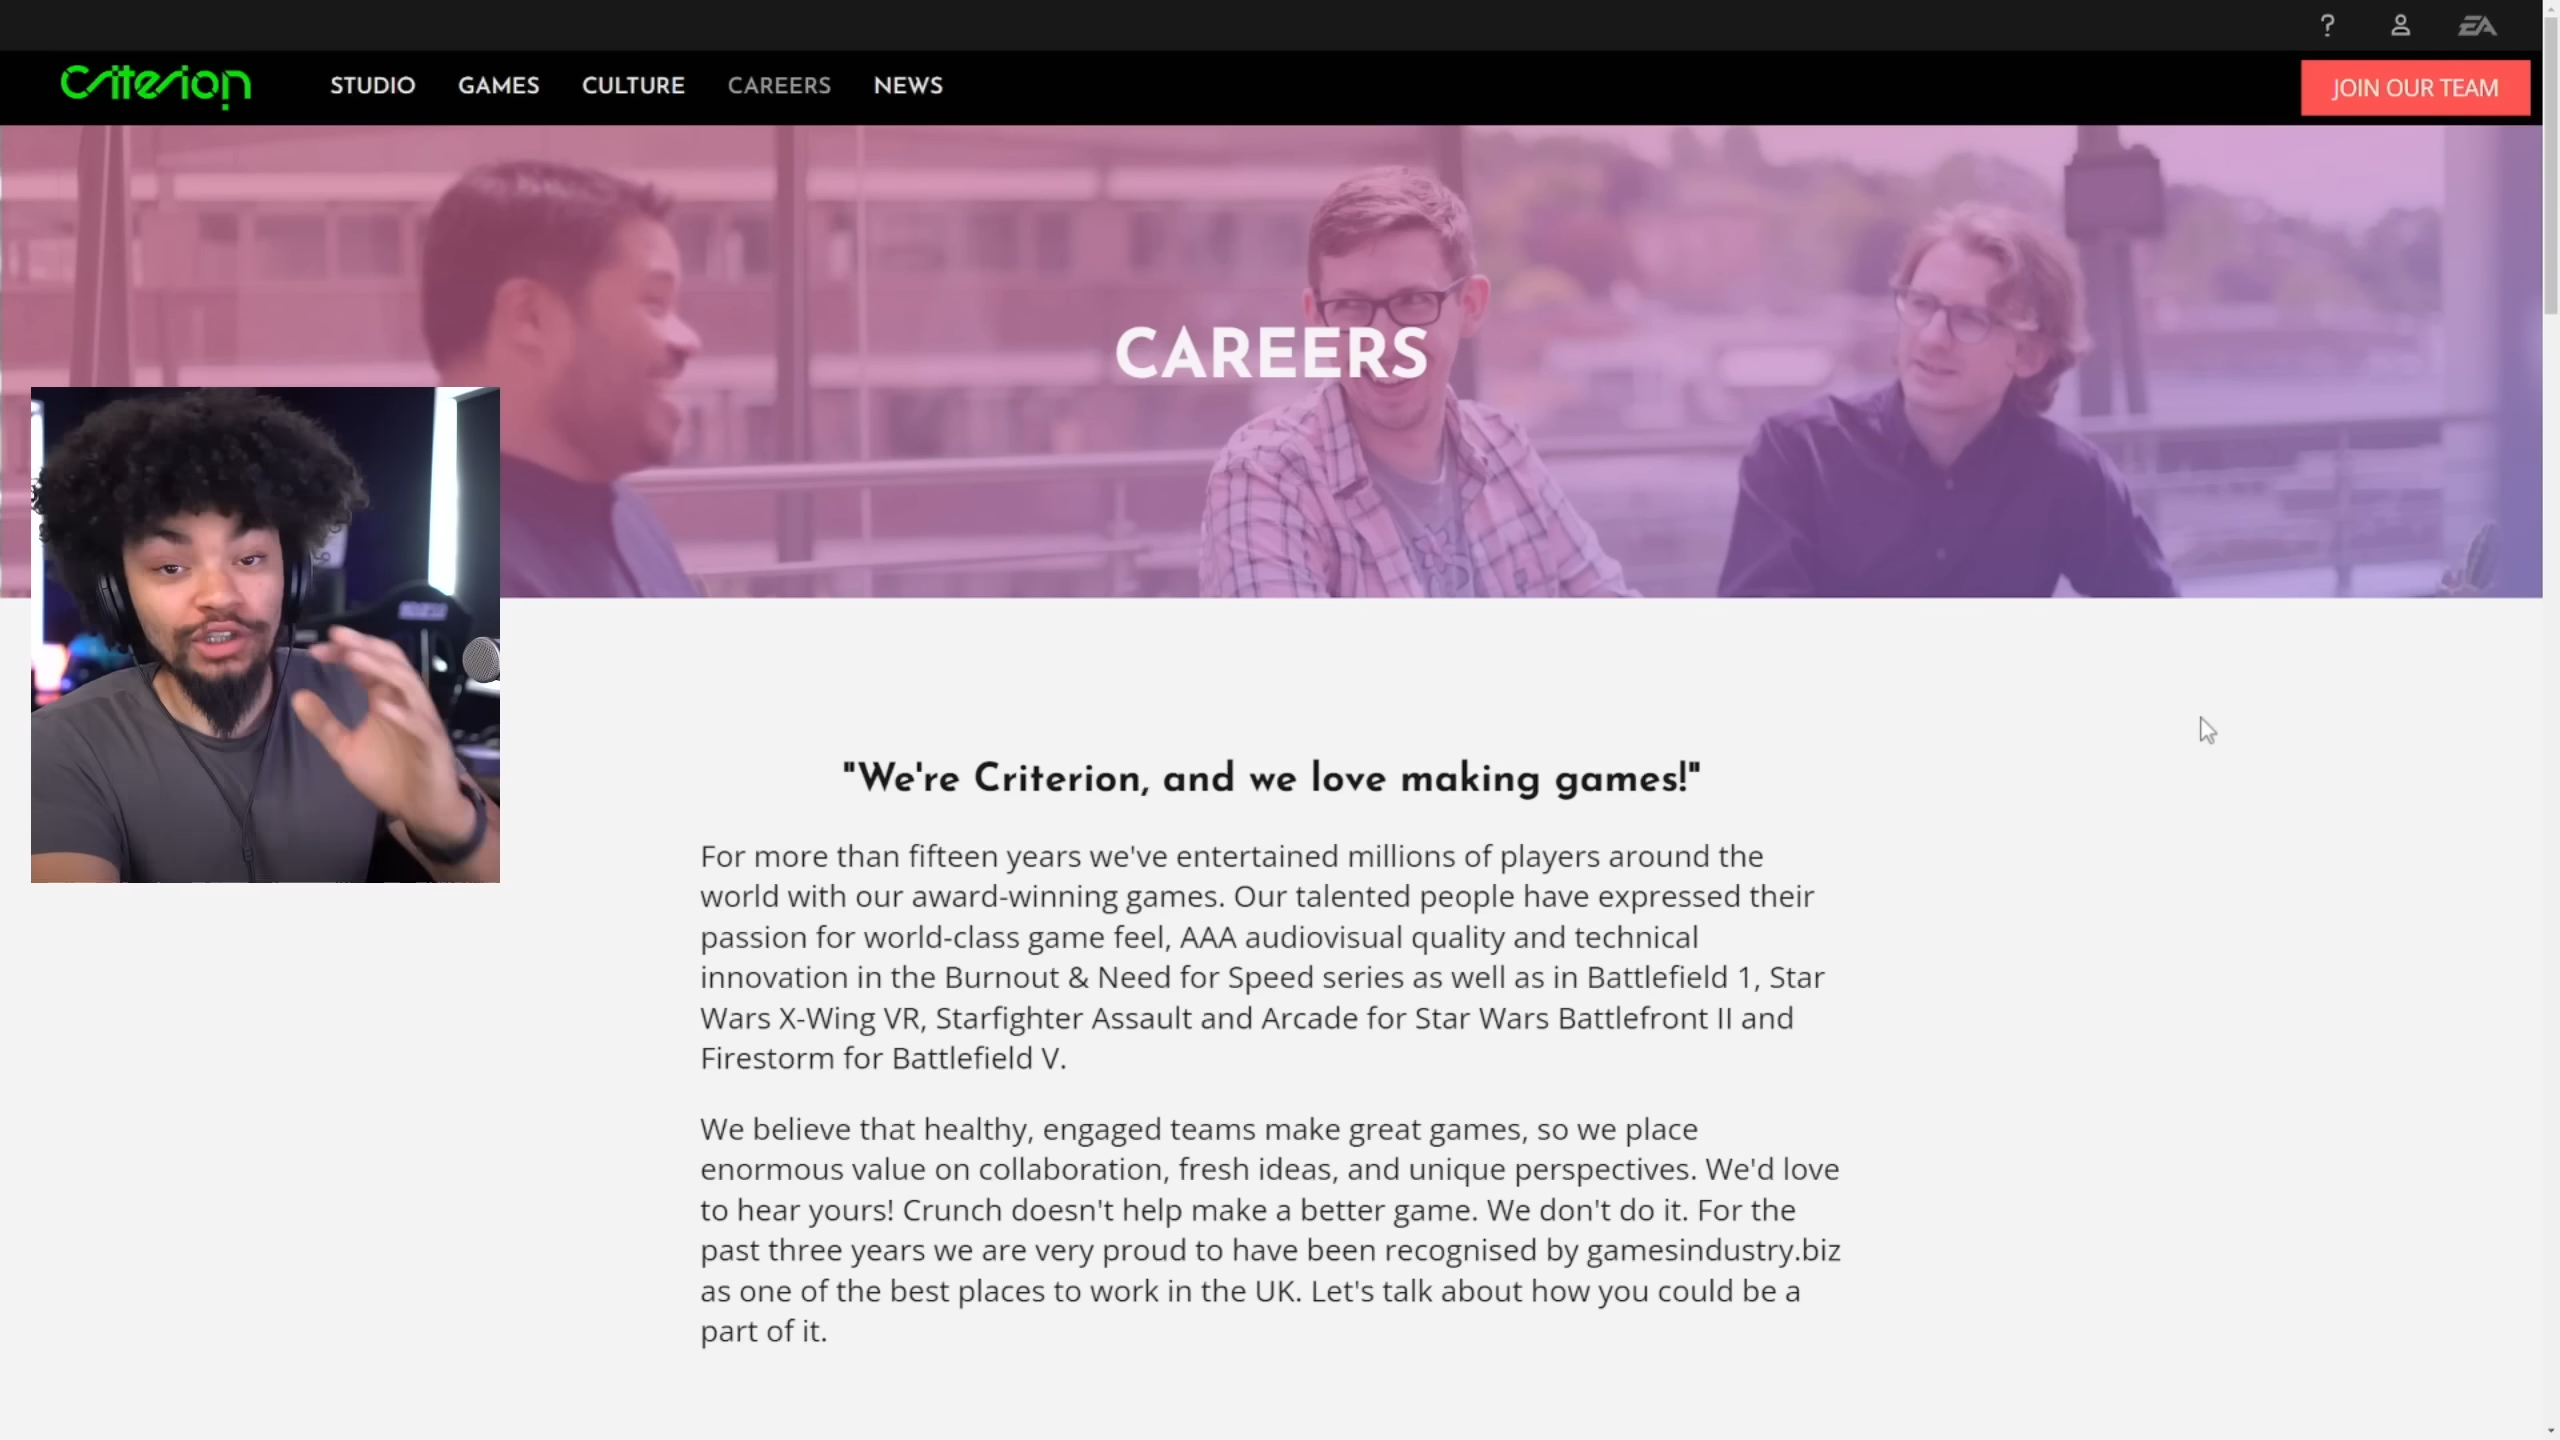 ?
EA
Criterion
STUDIO GAMES CULTURE CAREERS NEWS
JOIN OUR TEAM
CAREERS
"We're Criterion, and we love making games!"
For more than fifteen years we've entertained millions of players around the
world with our award-winning games. Our talented people have expressed their
passion for world-class game feel, AAA audiovisual quality and technical
innovation in the Burnout & Need for Speed series as well as in Battlefield 1, Star
Wars X-Wing VR, Starfighter Assault and Arcade for Star Wars Battlefront II and
Firestorm for Battlefield V.
We believe that healthy, engaged teams make great games, so we place
enormous value on collaboration, fresh ideas, and unique perspectives. We'd love
to hear yours! Crunch doesn't help make a better game. We don't do it. For the
past three years we are very proud to have been recognised by gamesindustry.biz
as one of the best places to work in the UK. Let's talk about how you could be a
part of it.